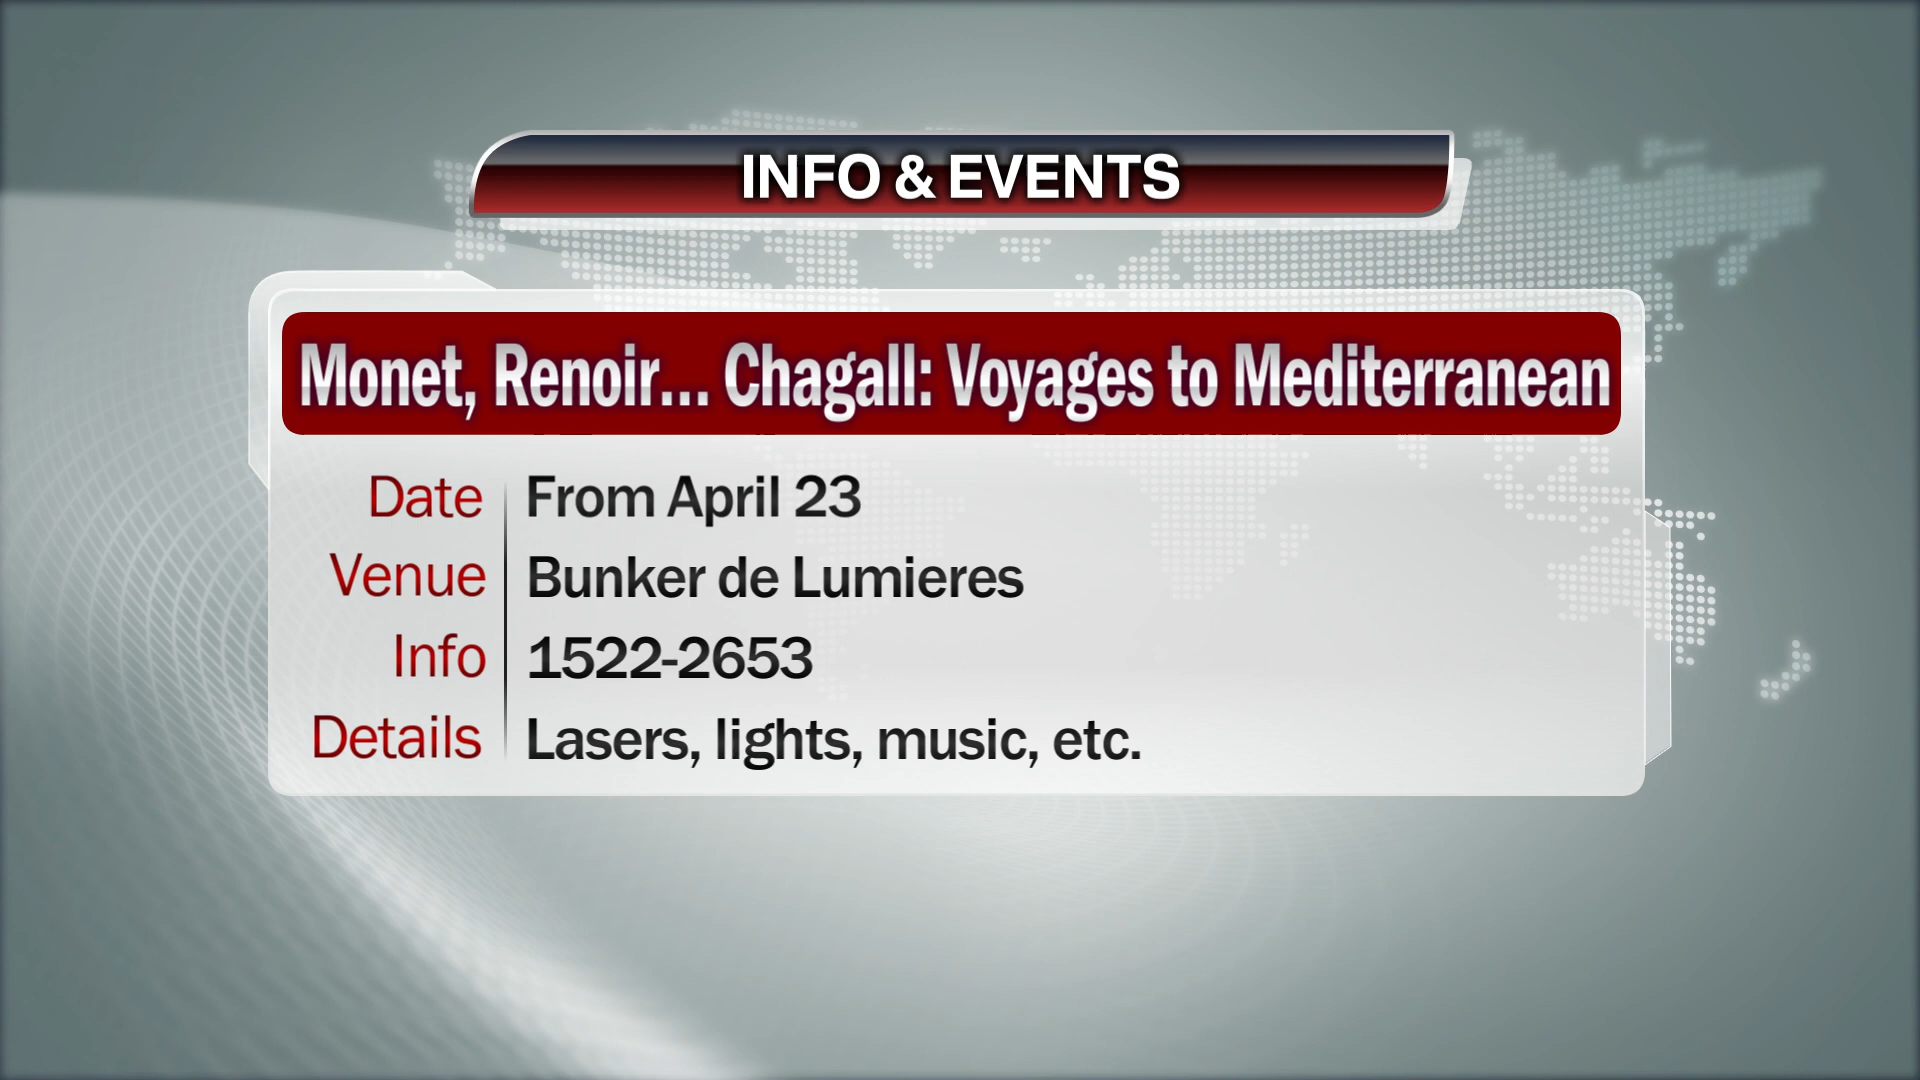 INFO & EVENTS
Monet, Renoir... Chagall: Voyages to Mediterranean
Date From April 23
Venue Bunker de Lumieres
Info 1522-2653
Details Lasers, lights, music, etc.